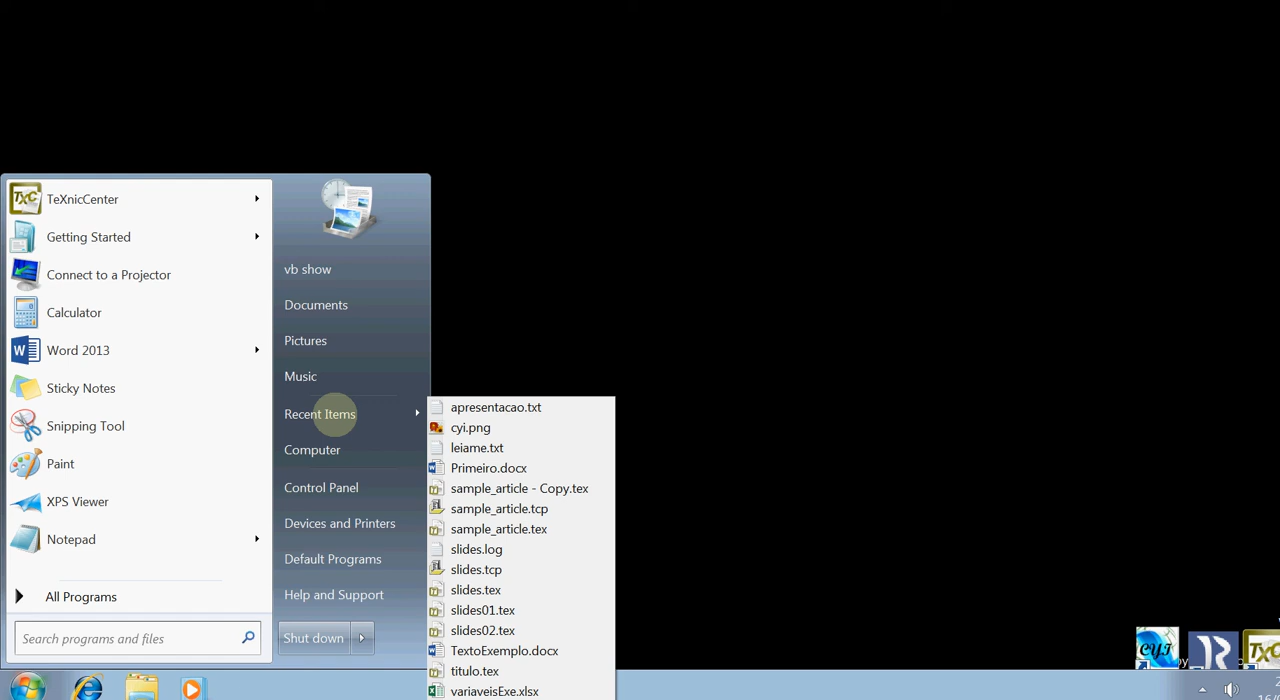 TeXnicCenter
Getting Started
Connect to a Projector
Calculator
Word 2013
Sticky Notes
Snipping Tool
Paint
XPS Viewer
Notepad
All Programs
Search programs and files
vb show
Documents
Pictures
Music
Recent Items
Computer
Control Panel
Devices and Printers
Default Programs
Help and Support
Shut down
apresentacao.txt
cyi.png
leiame.txt
Primeiro.docx
sample_article - Copy.tex
sample_article.tcp
sample_article.tex
slides.log
slides.tcp
slides.tex
slides01.tex
slides02.tex
TextoExemplo.docx
titulo.tex
variaveisExe.xlsx
CYI
TXC